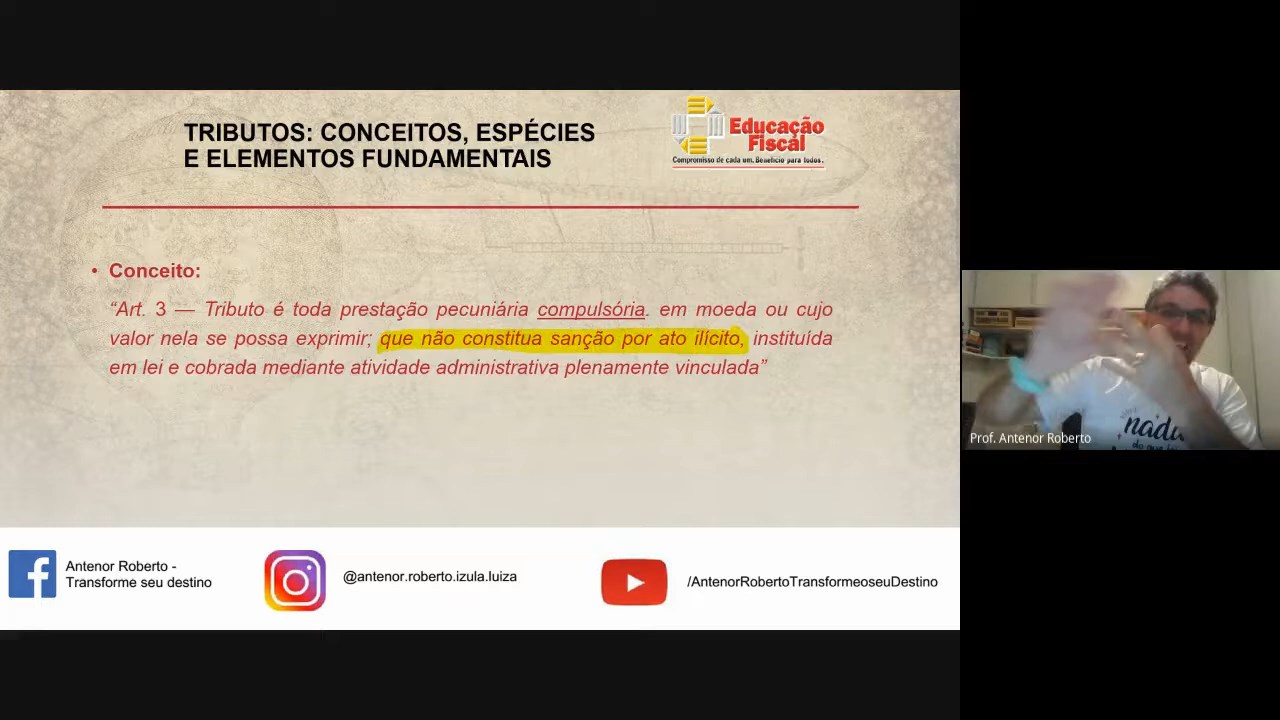 TRIBUTOS: CONCEITOS, ESPÉCIES
E ELEMENTOS FUNDAMENTAIS
Educação
Fiscal
Compromisso de cada um. Benefício para todos.
• Conceito:
“Art. 3 — Tributo é toda prestação pecuniária compulsória. em moeda ou cujo
valor nela se possa exprimir; que não constitua sanção por ato ilícito, instituída
em lei e cobrada mediante atividade administrativa plenamente vinculada”
nada
do que
Prof. Antenor Roberto
Antenor Roberto -
Transforme seu destino
@antenor.roberto.izula.luiza
/AntenorRobertoTransformeoseuDestino